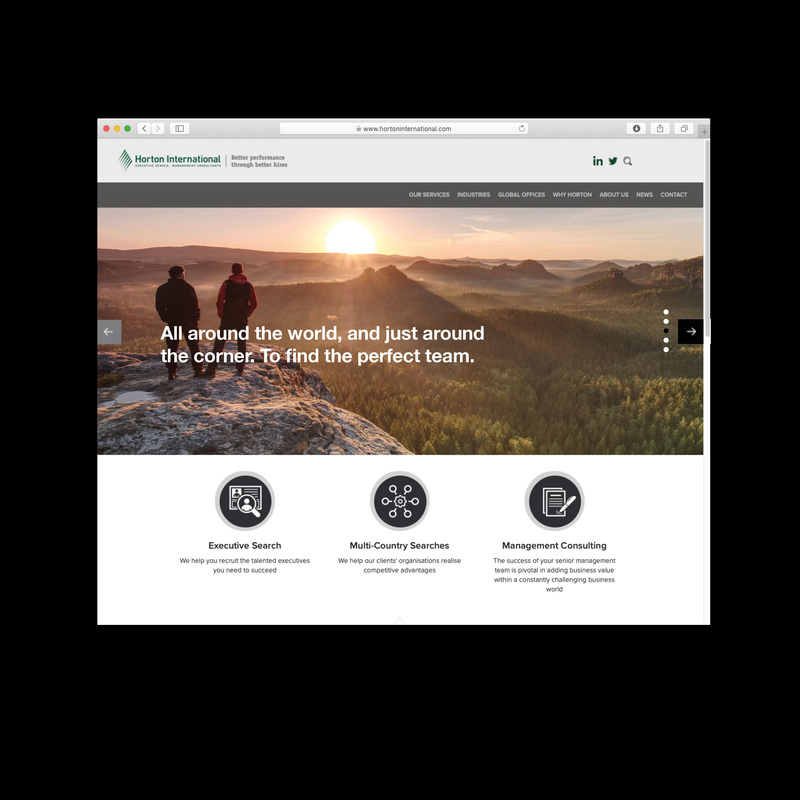 www.hortoninternational.com
Horton International
EXECUTIVE SEARCH - MANAGEMENT CONSULTANTS
Better performance
through better hires
in
OUR SERVICES INDUSTRIES GLOBAL OFFICES WHY HORTON ABOUT US NEWS CONTACT
All around the world, and just around
the corner. To find the perfect team.
Executive Search
We help you recruit the talented executives
you need to succeed
Multi-Country Searches
We help our clients' organisations realise
competitive advantages
Management Consulting
The success of your senior management
team is pivotal in adding business value
within a constantly challenging business
world